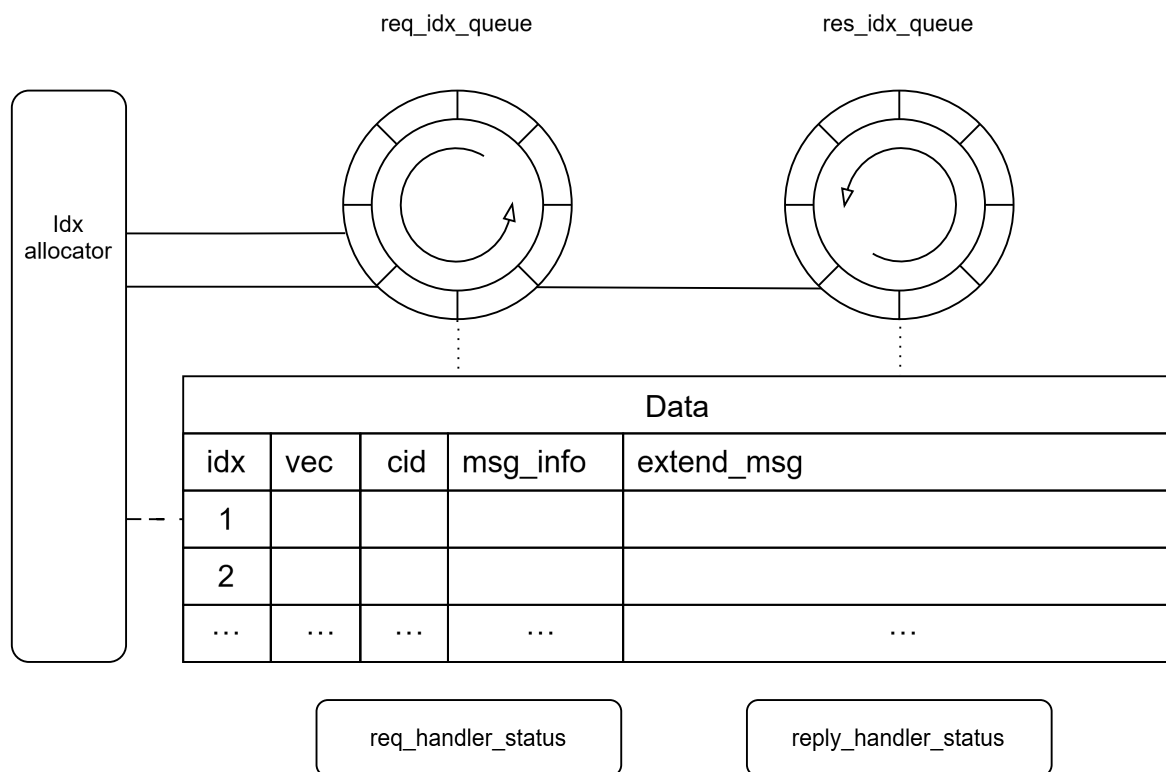 req_idx_queue
res_idx_queue
Idx
allocator
Data
idx vec cid msg_info extend_msg
1
2
... ... ... ... ...
req_handler_status
reply_handler_status